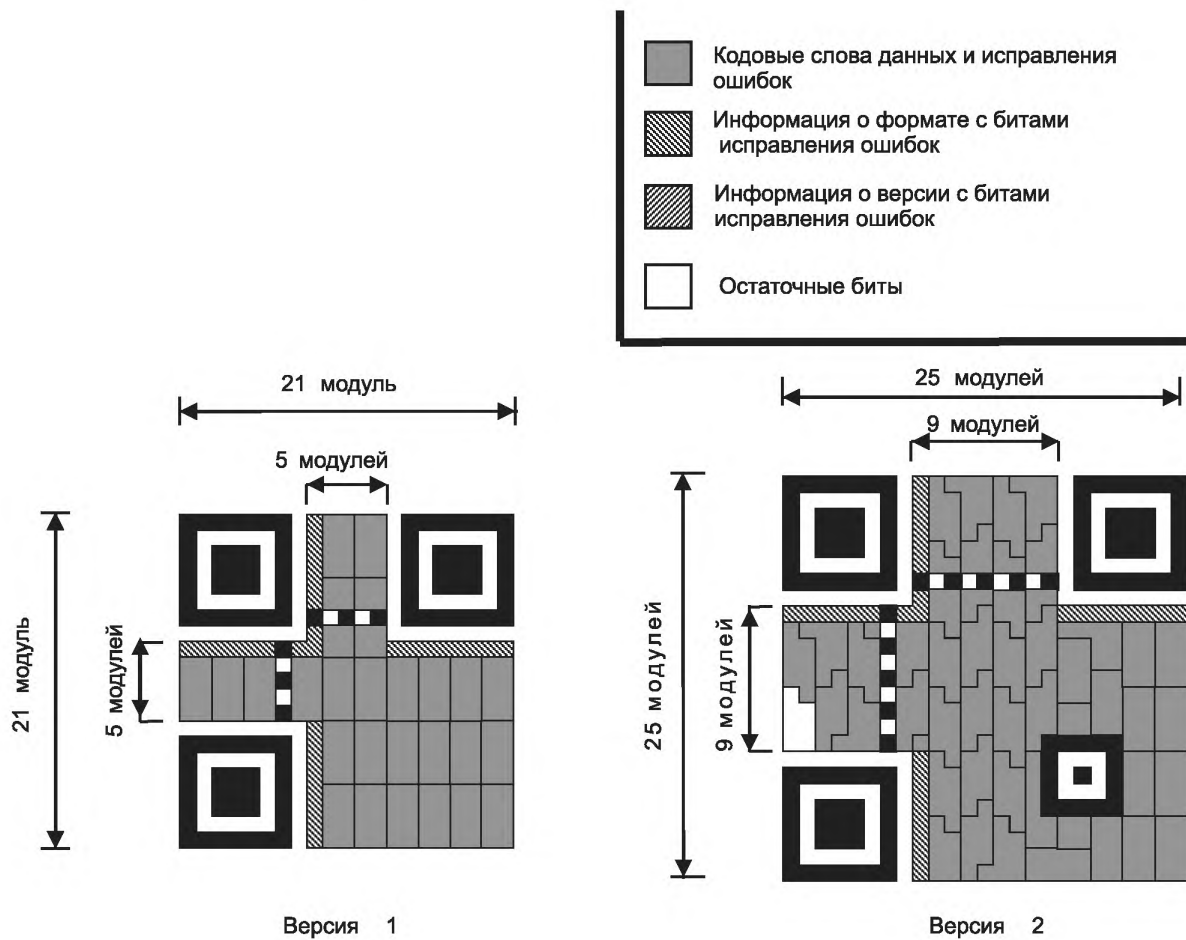 Кодовые слова данных и исправления
ошибок
Информация о формате с битами
исправления ошибок
Информация о версии с битами
исправления ошибок
Остаточные биты
21 модуль
5 модулей
21 модуль
5 модулей
Версия 1
25 модулей
9 модулей
25 модулей
9 модулей
Версия 2